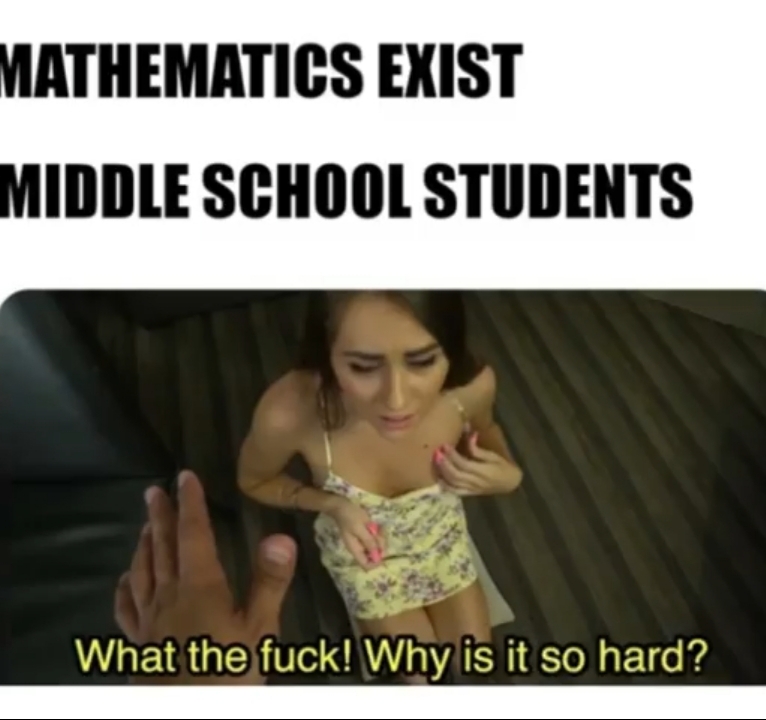 MATHEMATICS EXIST
MIDDLE SCHOOL STUDENTS
What the fuck! Why is it so hard?